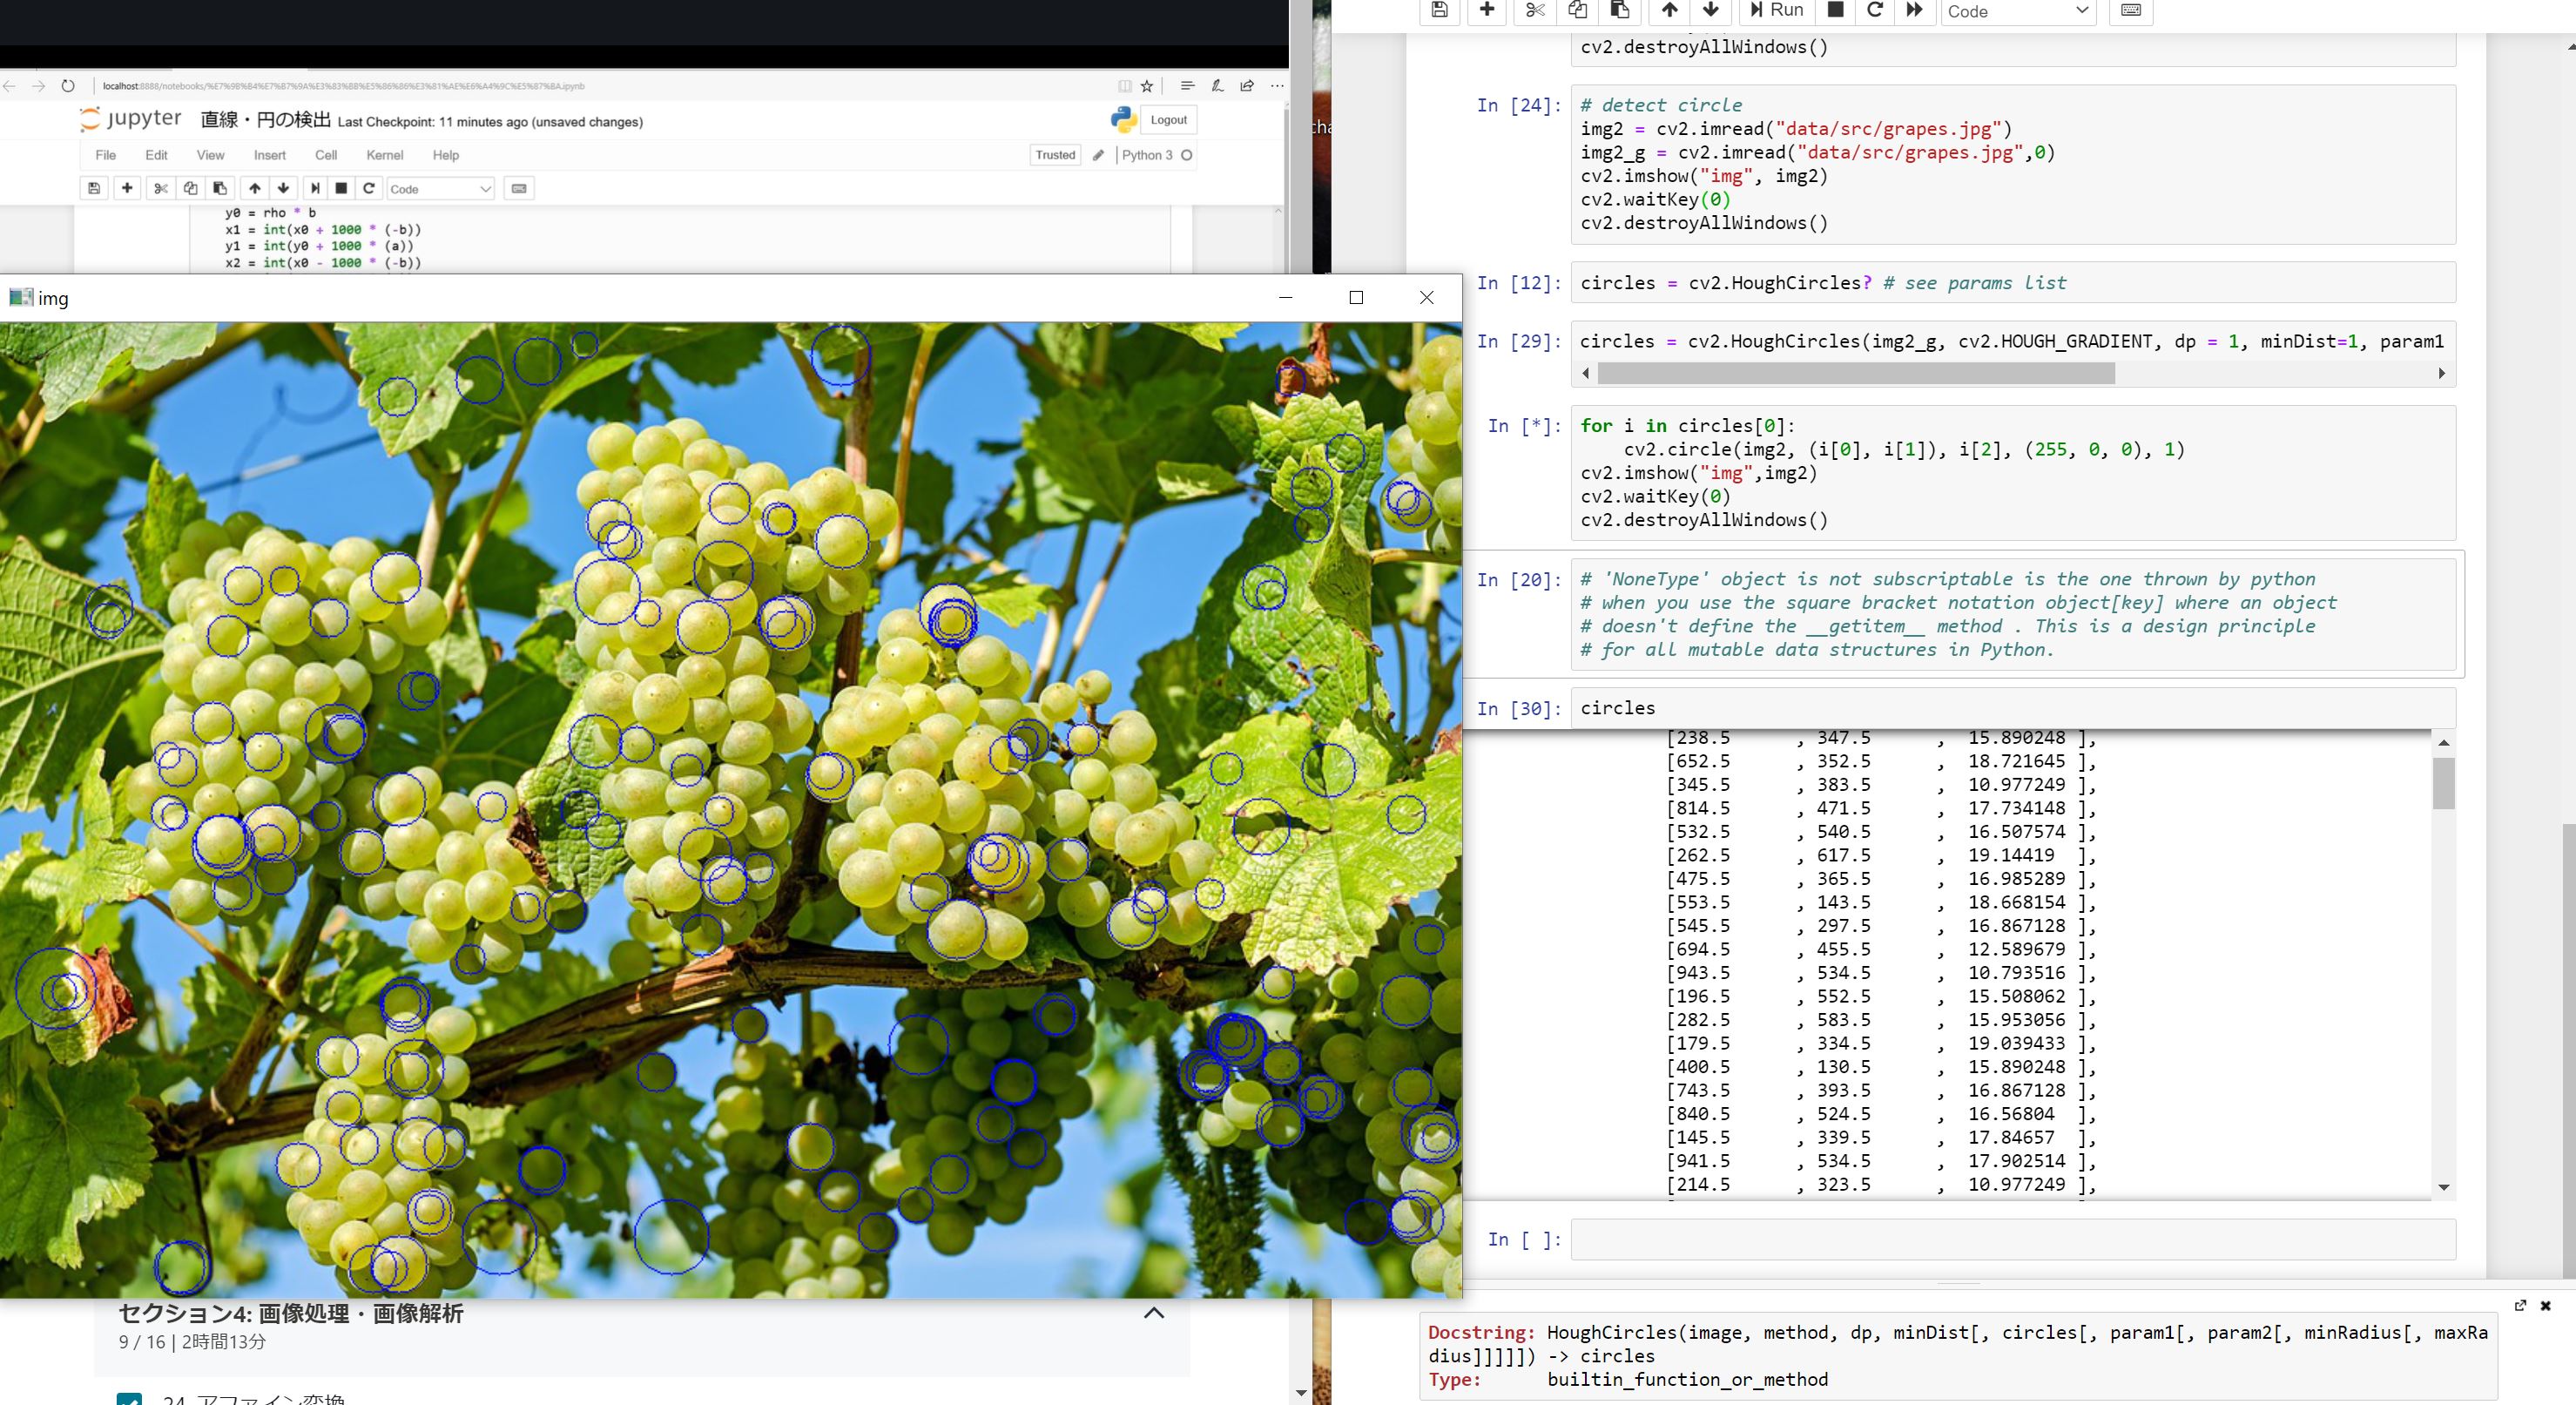 localhost:8888/notebooks/%E7%9B%B4%E7%B7%9A%E3%83%BB%E5%86%86%E3%81%AE%E6%A4%9C%E5%87%BA.ipynb
jupyter 直線・円の検出 Last Checkpoint: 11 minutes ago (unsaved changes)
Logout
File Edit View Insert Cell Kernel Help
Trusted Python 3
Code
y0 = rho * b
x1 = int(x0 + 1000 * (-b))
y1 = int(y0 + 1000 * (a))
x2 = int(x0 - 1000 * (-b))
img
セクション4: 画像処理・画像解析
9 / 16 | 2時間13分
24. アファイン変換
Run
Code
cv2.destroyAllWindows()
In [24]:
# detect circle
img2 = cv2.imread("data/src/grapes.jpg")
img2_g = cv2.imread("data/src/grapes.jpg",0)
cv2.imshow("img", img2)
cv2.waitKey(0)
cv2.destroyAllWindows()
In [12]:
circles = cv2.HoughCircles? # see params list
In [29]:
circles = cv2.HoughCircles(img2_g, cv2.HOUGH_GRADIENT, dp = 1, minDist=1, param1
In [*]:
for i in circles[0]:
cv2.circle(img2, (i[0], i[1]), i[2], (255, 0, 0), 1)
cv2.imshow("img",img2)
cv2.waitKey(0)
cv2.destroyAllWindows()
In [20]:
# 'NoneType' object is not subscriptable is the one thrown by python
# when you use the square bracket notation object[key] where an object
# doesn't define the __getitem__ method . This is a design principle
# for all mutable data structures in Python.
In [30]:
circles
[238.5 , 347.5 , 15.890248 ],
[652.5 , 352.5 , 18.721645 ],
[345.5 , 383.5 , 10.977249 ],
[814.5 , 471.5 , 17.734148 ],
[532.5 , 540.5 , 16.507574 ],
[262.5 , 617.5 , 19.14419 ],
[475.5 , 365.5 , 16.985289 ],
[553.5 , 143.5 , 18.668154 ],
[545.5 , 297.5 , 16.867128 ],
[694.5 , 455.5 , 12.589679 ],
[943.5 , 534.5 , 10.793516 ],
[196.5 , 552.5 , 15.508062 ],
[282.5 , 583.5 , 15.953056 ],
[179.5 , 334.5 , 19.039433 ],
[400.5 , 130.5 , 15.890248 ],
[743.5 , 393.5 , 16.867128 ],
[840.5 , 524.5 , 16.56804 ],
[145.5 , 339.5 , 17.84657 ],
[941.5 , 534.5 , 17.902514 ],
[214.5 , 323.5 , 10.977249 ],
In [ ]:
Docstring: HoughCircles(image, method, dp, minDist[, circles[, param1[, param2[, minRadius[, maxRa
dius]]]]]) -> circles
Type: builtin_function_or_method